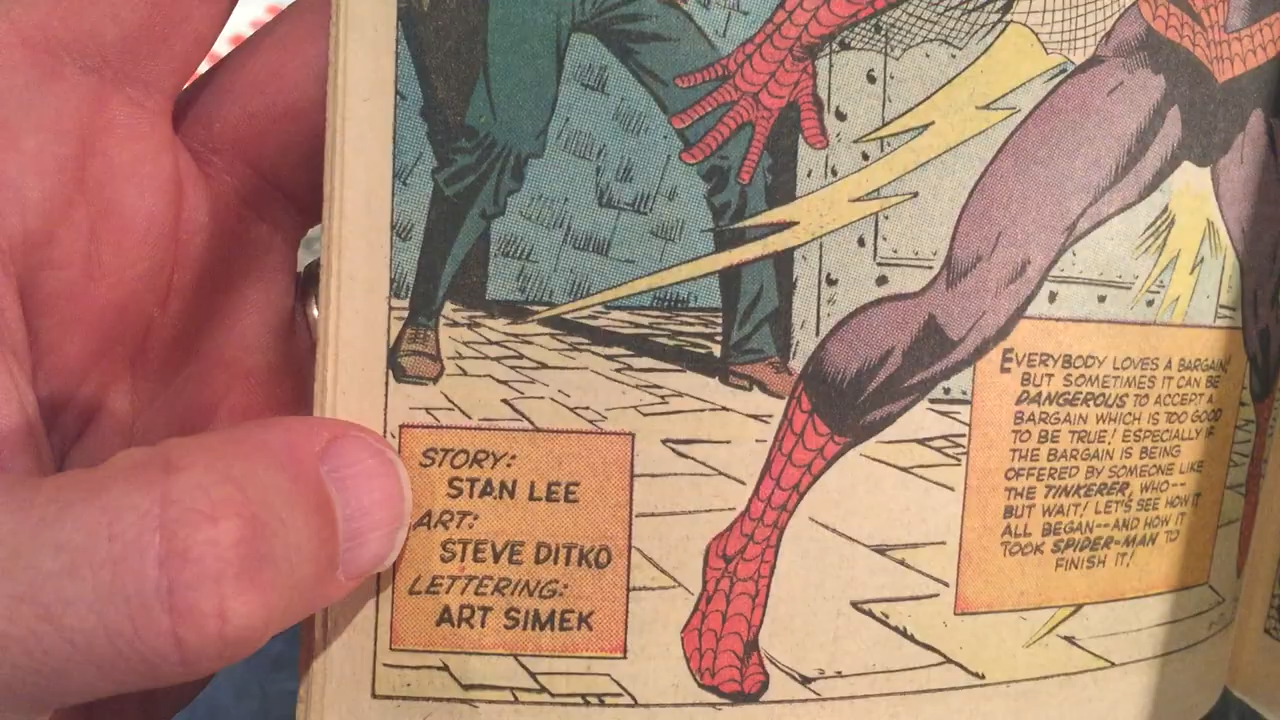 STORY:
STAN LEE
ART:
STEVE DITKO
LETTERING:
ART SIMEK
EVERYBODY LOVES A BARGAIN!
BUT SOMETIMES IT CAN BE
DANGEROUS TO ACCEPT A
BARGAIN WHICH IS TOO GOOD
TO BE TRUE! ESPECIALLY IF
THE BARGAIN IS BEING
OFFERED BY SOMEONE LIKE
THE TINKERER, WHO--
BUT WAIT! LET'S SEE HOW IT
ALL BEGAN--AND HOW IT
TOOK SPIDER-MAN TO
FINISH IT!